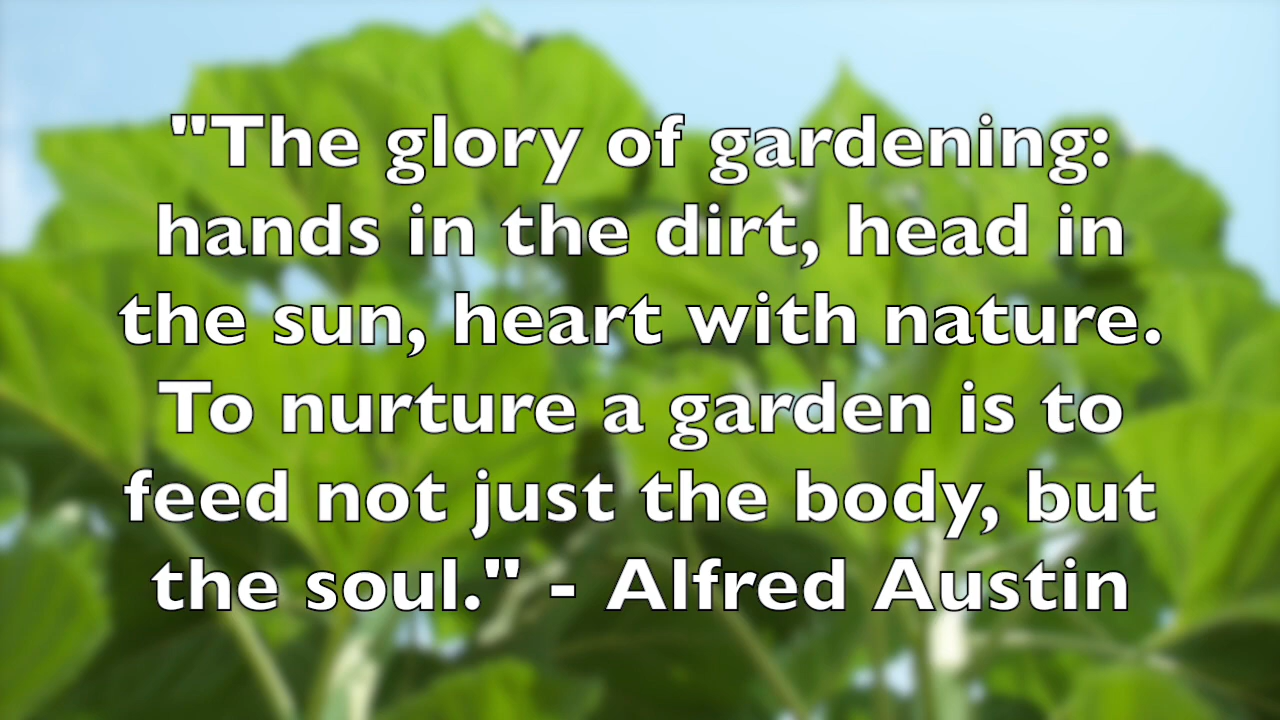 "The glory of gardening:
hands in the dirt, head in
the sun, heart with nature.
To nurture a garden is to
feed not just the body, but
the soul." - Alfred Austin